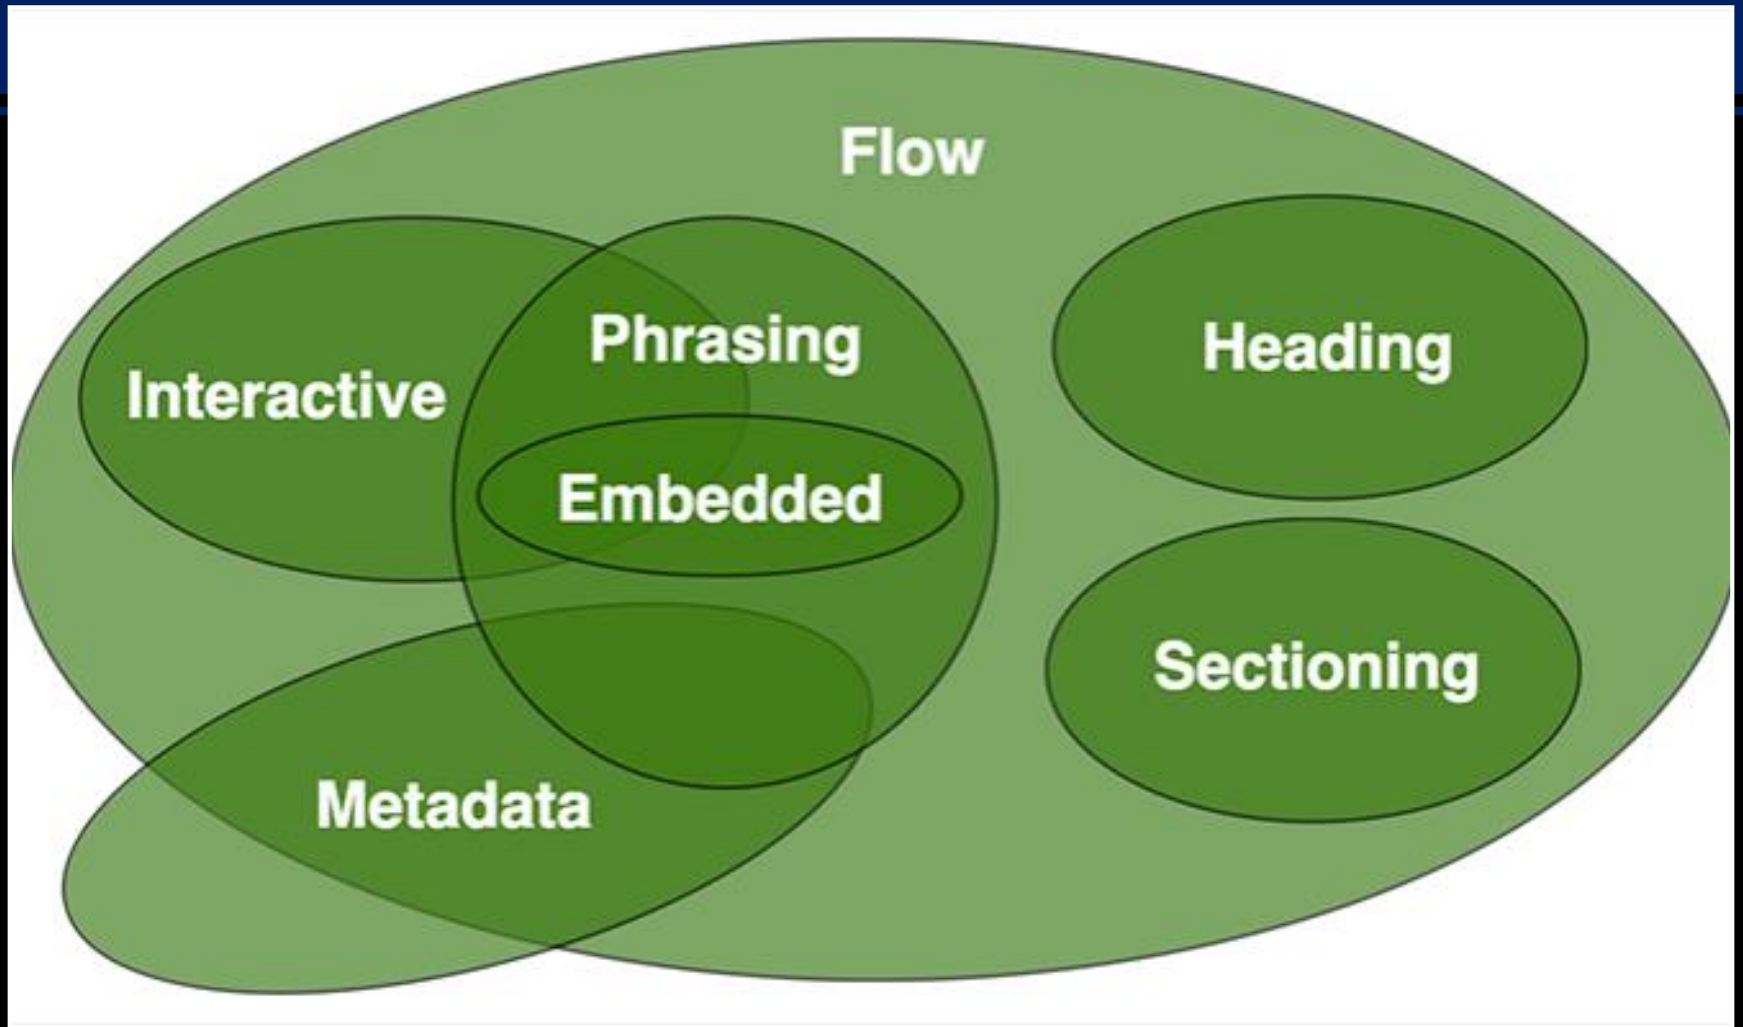 Flow
Phrasing
Heading
Interactive
Embedded
Sectioning
Metadata